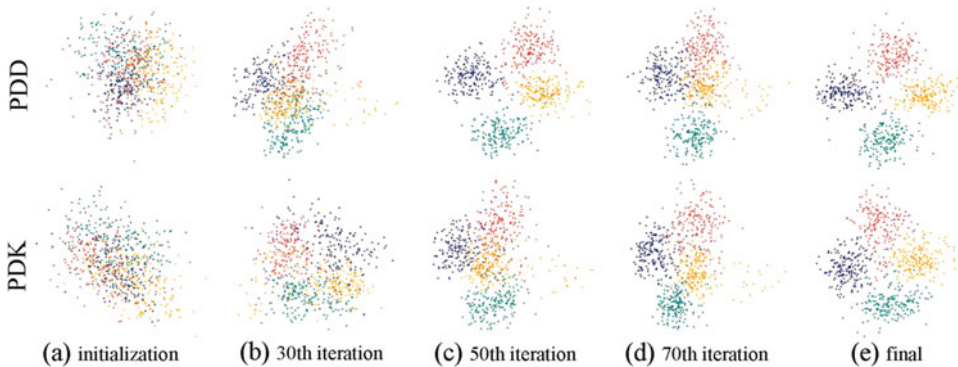 PDD
PDK
(a) initialization
(b) 30th iteration
(c) 50th iteration
(d) 70th iteration
(e) final